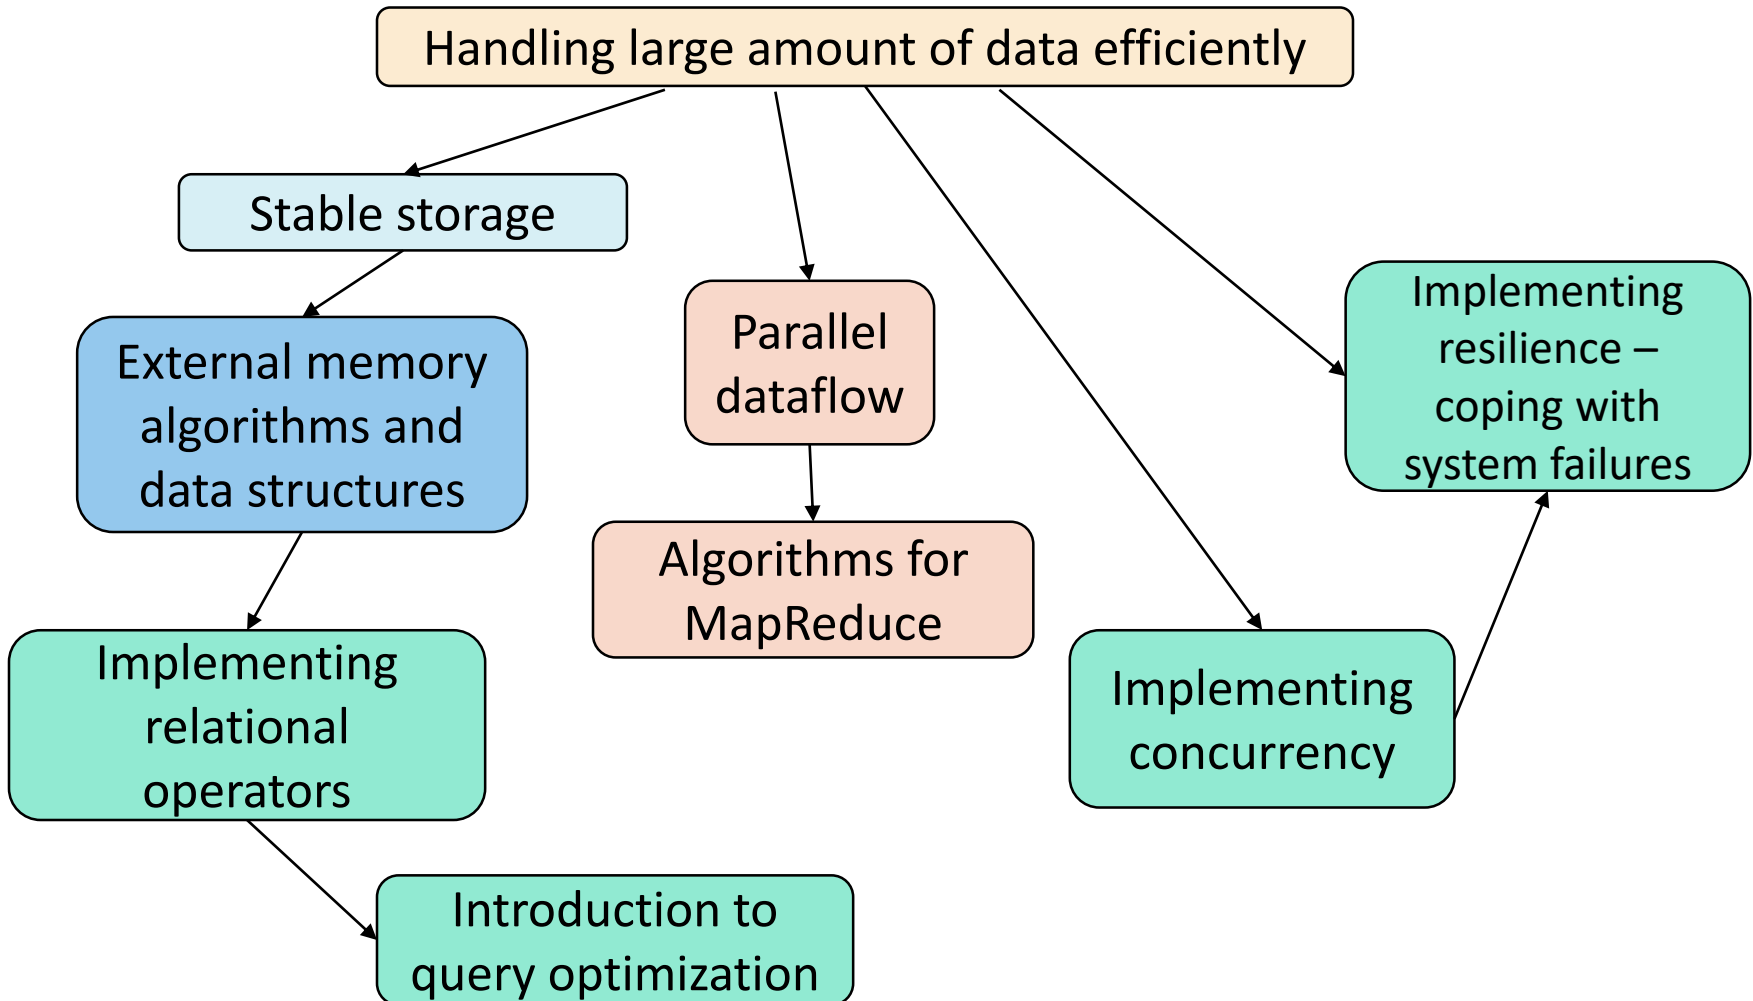 Handling large amount of data efficiently
Stable storage
External memory
algorithms and
data structures
Implementing
relational
operators
Introduction to
query optimization
Parallel
dataflow
Algorithms for
MapReduce
Implementing
concurrency
Implementing
resilience –
coping with
system failures